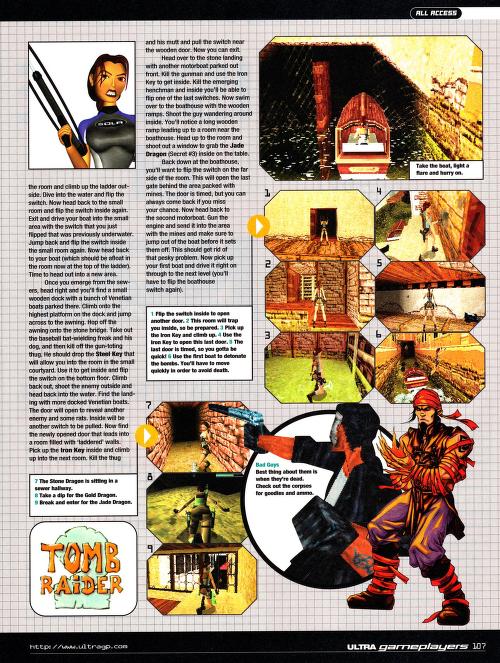 ALL ACCESS
SOLA
the room and climb up the ladder out-
side. Dive into the water and flip the
switch. Now head back to the small
room and flip the switch inside again.
Exit and drive your boat to the small
area with the switch that you just
flipped that was previously underwater.
Jump back and flip the switch inside
the small room again. Now head back
to your boat (which should be afloat in
the room now at the top of the ladder).
Time to head out into a new area.
Once you emerge from the sew-
ers, head right and you'll find a small
wooden dock with a bunch of Venetian
boats parked there. Climb onto the
highest platform on the dock and jump
across to the awning. Hop off the
awning onto the stone bridge. Take out
the baseball bat-wielding freak and his
dog, and then kill off the gun-toting
thug. He should drop the Steel Key that
will allow you into the room in the small
courtyard. Use it to get inside and flip
the switch on the bottom floor. Climb
back out, shoot the enemy outside and
head back into the water. Find the land-
ing with more docked Venetian boats.
The door will open to reveal another
enemy and some rats. Inside will be
another switch to be pulled. Now find
the newly opened door that leads into
a room filled with "laddered" walls.
Pick up the Iron Key inside and climb
up into the next room. Kill the thug
7 The Stone Dragon is sitting in a
sewer hallway.
8 Take a dip for the Gold Dragon.
9 Break and enter for the Jade Dragon.
TOMB
RAIDER
and his mutt and pull the switch near
the wooden door. Now you can exit.
Head over to the stone landing
with another motorboat parked out
front. Kill the gunman and use the Iron
Key to get inside. Kill the emerging
henchman and inside you'll be able to
flip one of the last switches. Now swim
over to the boathouse with the wooden
ramps. Shoot the guy wandering around
inside. You'll notice a long wooden
ramp leading up to a room near the
boathouse. Head up to the room and
shoot out a window to grab the Jade
Dragon (Secret #3) inside on the table.
Back down at the boathouse,
you'll want to flip the switch on the far
side of the room. This will open the last
gate behind the area packed with
mines. The door is timed, but you can
always come back if you miss
your chance. Now head back to
the second motorboat. Gun the
engine and send it into the area
with the mines and make sure to
jump out of the boat before it sets
them off. This should get rid of
that pesky problem. Now pick up
your first boat and drive it right on
through to the next level (you'll
have to flip the boathouse
switch again).
1 Flip the switch inside to open
another door. 2 This room will trap
you inside, so be prepared. 3 Pick up
the Iron Key and climb up. 4 Use the
Iron Key to open this last door. 5 The
last door is timed, so you gotta be
quick! 6 Use the first boat to detonate
the bombs. You'll have to move
quickly in order to avoid death.
Take the boat, light a
flare and hurry on.
1
4
2
5
3
6
7
8
9
Bad Guys
Best thing about them is
when they're dead.
Check out the corpses
for goodies and ammo.
http://www.ultragp.com
ULTRA gameplayers 107